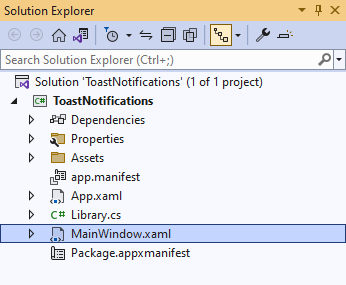 Solution Explorer
Search Solution Explorer (Ctrl+;)
Solution 'ToastNotifications' (1 of 1 project)
C# ToastNotifications
Dependencies
Properties
Assets
app.manifest
App.xaml
C# Library.cs
MainWindow.xaml
Package.appxmanifest